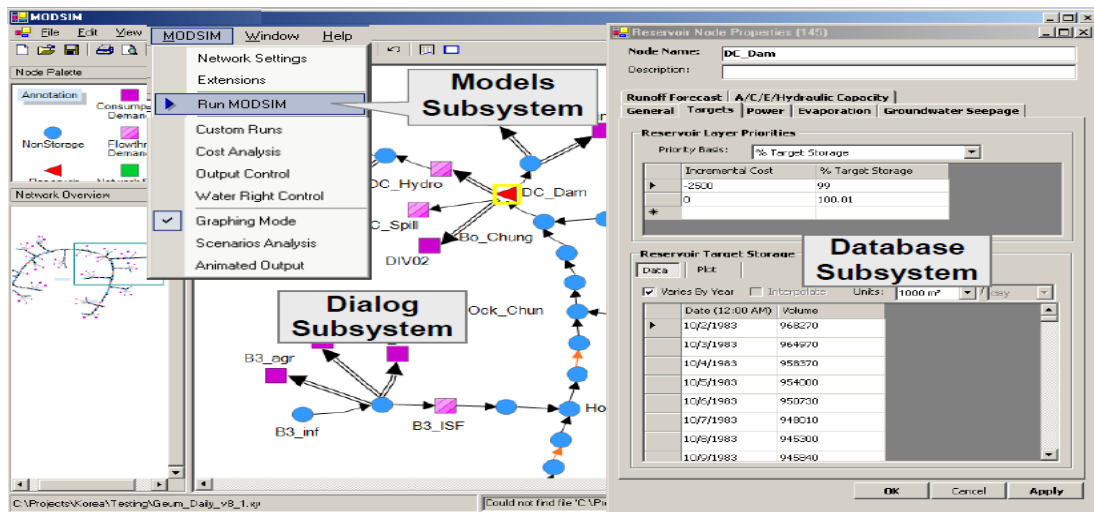 MODSIM
File Edit View MODSIM Window Help
Node Palette
Annotation
NonStorage
Network Overview
Network Settings
Extensions
Run MODSIM
Custom Runs
Cost Analysis
Output Control
Water Right Control
Graphing Mode
Scenarios Analysis
Animated Output
Models
Subsystem
DC_Hydro
DC_Dam
C_Spill
Bo_Chung
DIV02
Dialog
Subsystem
Ock_Chun
B3_agr
B3_inf
B3_ISF
Ho
C:\Projects\Korea\Testing\Geum_Daily_v8_1.xy
Could not find file 'C:\P
Reservoir Node Properties (145)
Node Name: DC_Dam
Description:
Runoff Forecast A/C/E/Hydraulic Capacity
General Targets Power Evaporation Groundwater Seepage
Reservoir Layer Priorities
Priority Basis: % Target Storage
Incremental Cost % Target Storage
-2500 99
0 100.01
Database
Subsystem
Reservoir Target Storage
Data Plot
Varies By Year Interpolate Units: 1000 m³ / day
Date (12:00 AM) Volume
10/2/1983 968270
10/3/1983 964970
10/4/1983 958370
10/5/1983 954000
10/6/1983 950730
10/7/1983 948010
10/8/1983 945300
10/9/1983 945840
OK Cancel Apply